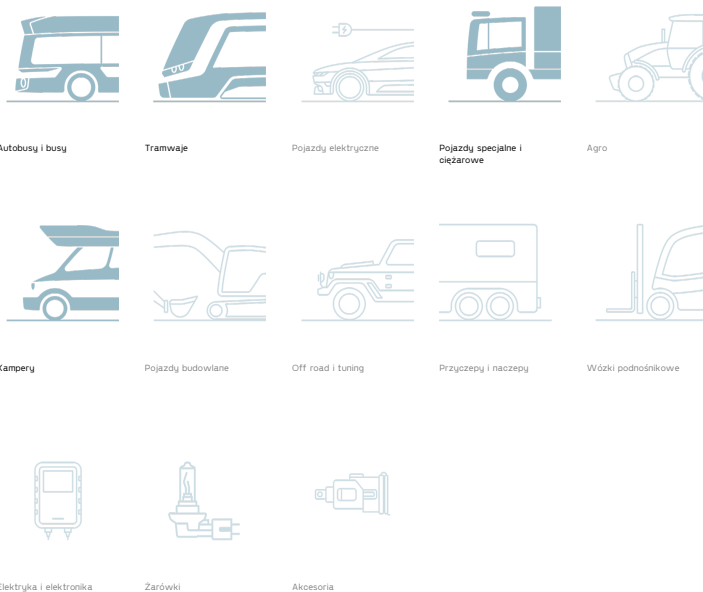 Autobusy i busy
Tramwaje
Pojazdy elektryczne
Pojazdy specjalne i
ciężarowe
Agro
Kampery
Pojazdy budowlane
Off road i tuning
Przyczepy i naczepy
Wózki podnośnikowe
Elektryka i elektronika
Żarówki
Akcesoria